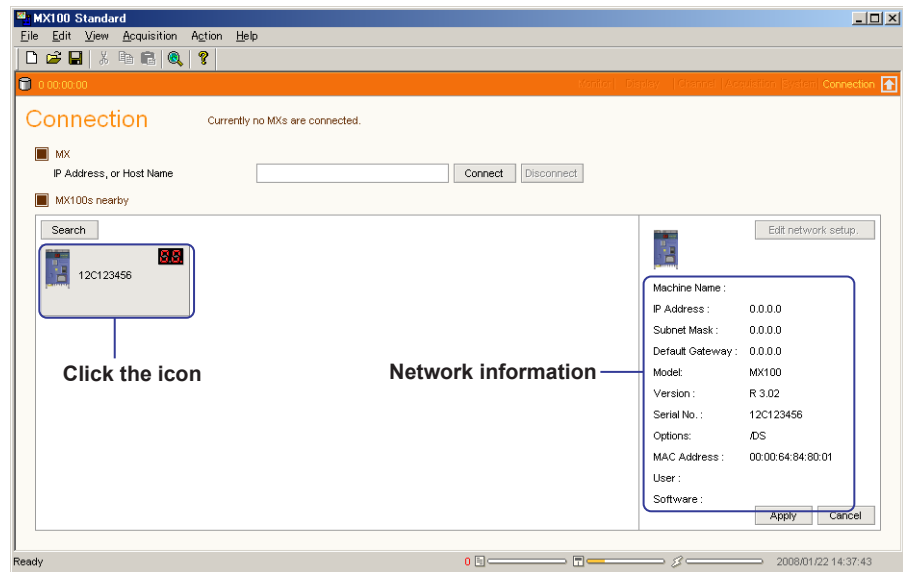 MX100 Standard
File Edit View Acquisition Action Help
0 00:00:00
Monitor | Display | Channel | Acquisition | System | Connection
Connection
Currently no MXs are connected.
MX
IP Address, or Host Name
Connect Disconnect
MX100s nearby
Search
Edit network setup.
12C123456
8.8.
Click the icon
Network information
Machine Name :
IP Address : 0.0.0.0
Subnet Mask : 0.0.0.0
Default Gateway : 0.0.0.0
Model: MX100
Version : R 3.02
Serial No. : 12C123456
Options: /DS
MAC Address : 00:00:64:84:80:01
User :
Software :
Apply Cancel
Ready
0
2008/01/22 14:37:43